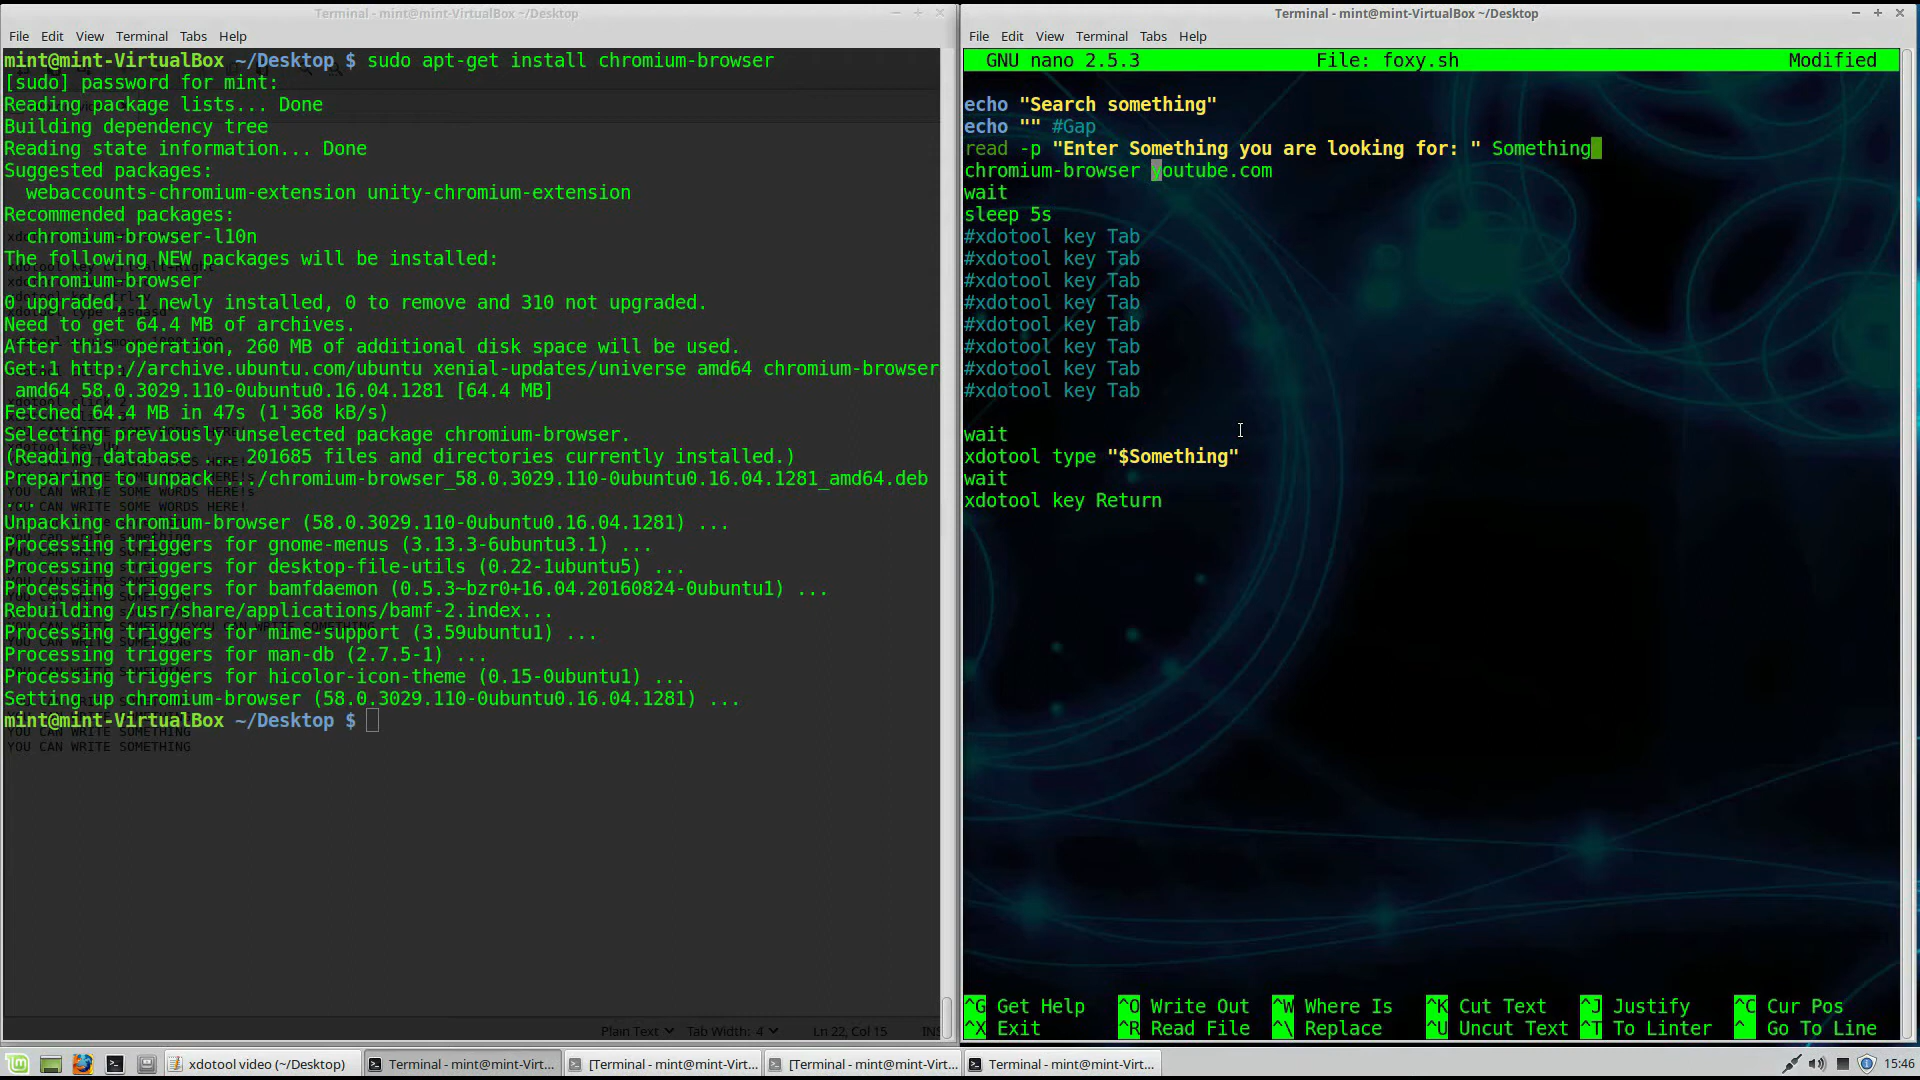 Terminal - mint@mint-VirtualBox ~/Desktop
File Edit View Terminal Tabs Help
mint@mint-VirtualBox ~/Desktop $ sudo apt-get install chromium-browser
[sudo] password for mint:
Reading package lists... Done
Building dependency tree
Reading state information... Done
Suggested packages:
  webaccounts-chromium-extension unity-chromium-extension
Recommended packages:
  chromium-browser-l10n
The following NEW packages will be installed:
  chromium-browser
0 upgraded, 1 newly installed, 0 to remove and 310 not upgraded.
Need to get 64.4 MB of archives.
After this operation, 260 MB of additional disk space will be used.
Get:1 http://archive.ubuntu.com/ubuntu xenial-updates/universe amd64 chromium-browser
 amd64 58.0.3029.110-0ubuntu0.16.04.1281 [64.4 MB]
Fetched 64.4 MB in 47s (1'368 kB/s)
Selecting previously unselected package chromium-browser.
(Reading database ... 201685 files and directories currently installed.)
Preparing to unpack .../chromium-browser_58.0.3029.110-0ubuntu0.16.04.1281_amd64.deb
...
Unpacking chromium-browser (58.0.3029.110-0ubuntu0.16.04.1281) ...
Processing triggers for gnome-menus (3.13.3-6ubuntu3.1) ...
Processing triggers for desktop-file-utils (0.22-1ubuntu5) ...
Processing triggers for bamfdaemon (0.5.3~bzr0+16.04.20160824-0ubuntu1) ...
Rebuilding /usr/share/applications/bamf-2.index...
Processing triggers for mime-support (3.59ubuntu1) ...
Processing triggers for man-db (2.7.5-1) ...
Processing triggers for hicolor-icon-theme (0.15-0ubuntu1) ...
Setting up chromium-browser (58.0.3029.110-0ubuntu0.16.04.1281) ...
mint@mint-VirtualBox ~/Desktop $
YOU CAN WRITE SOMETHING
YOU CAN WRITE SOMETHING
Plain Text Tab Width: 4 Ln 22, Col 15 INS
Terminal - mint@mint-VirtualBox ~/Desktop
File Edit View Terminal Tabs Help
GNU nano 2.5.3 File: foxy.sh Modified
echo "Search something"
echo "" #Gap
read -p "Enter Something you are looking for: " Something
chromium-browser youtube.com
wait
sleep 5s
#xdotool key Tab
#xdotool key Tab
#xdotool key Tab
#xdotool key Tab
#xdotool key Tab
#xdotool key Tab
#xdotool key Tab
#xdotool key Tab
wait
xdotool type "$Something"
wait
xdotool key Return
^G Get Help ^O Write Out ^W Where Is ^K Cut Text ^J Justify ^C Cur Pos
^X Exit ^R Read File ^\ Replace ^U Uncut Text ^T To Linter ^_ Go To Line
xdotool video (~/Desktop) Terminal - mint@mint-Virt... [Terminal - mint@mint-Virt... [Terminal - mint@mint-Virt... Terminal - mint@mint-Virt... 15:46